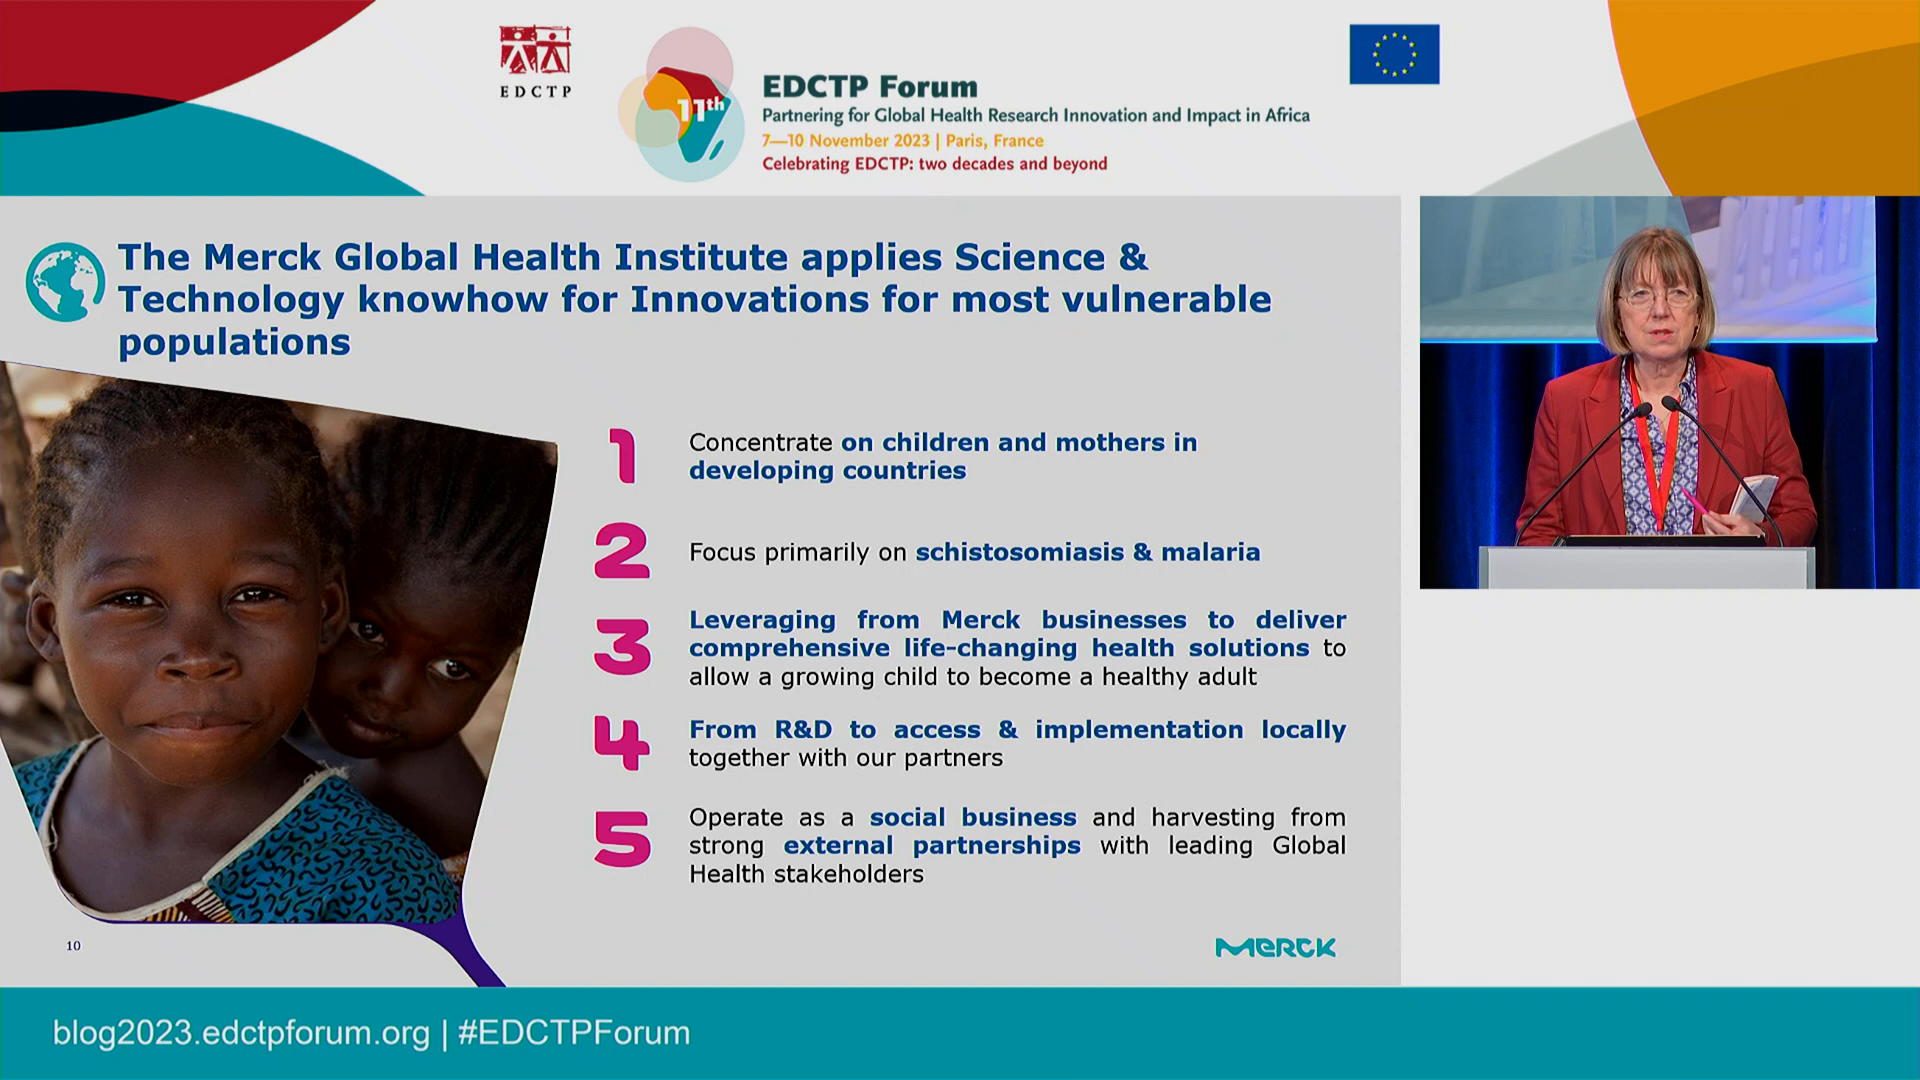 EDCTP
11th
EDCTP Forum
Partnering for Global Health Research Innovation and Impact in Africa
7—10 November 2023 | Paris, France
Celebrating EDCTP: two decades and beyond
The Merck Global Health Institute applies Science &
Technology knowhow for Innovations for most vulnerable
populations
1
Concentrate on children and mothers in
developing countries
2
Focus primarily on schistosomiasis & malaria
3
Leveraging from Merck businesses to deliver
comprehensive life-changing health solutions to
allow a growing child to become a healthy adult
4
From R&D to access & implementation locally
together with our partners
5
Operate as a social business and harvesting from
strong external partnerships with leading Global
Health stakeholders
10
MERCK
blog2023.edctpforum.org | #EDCTPForum